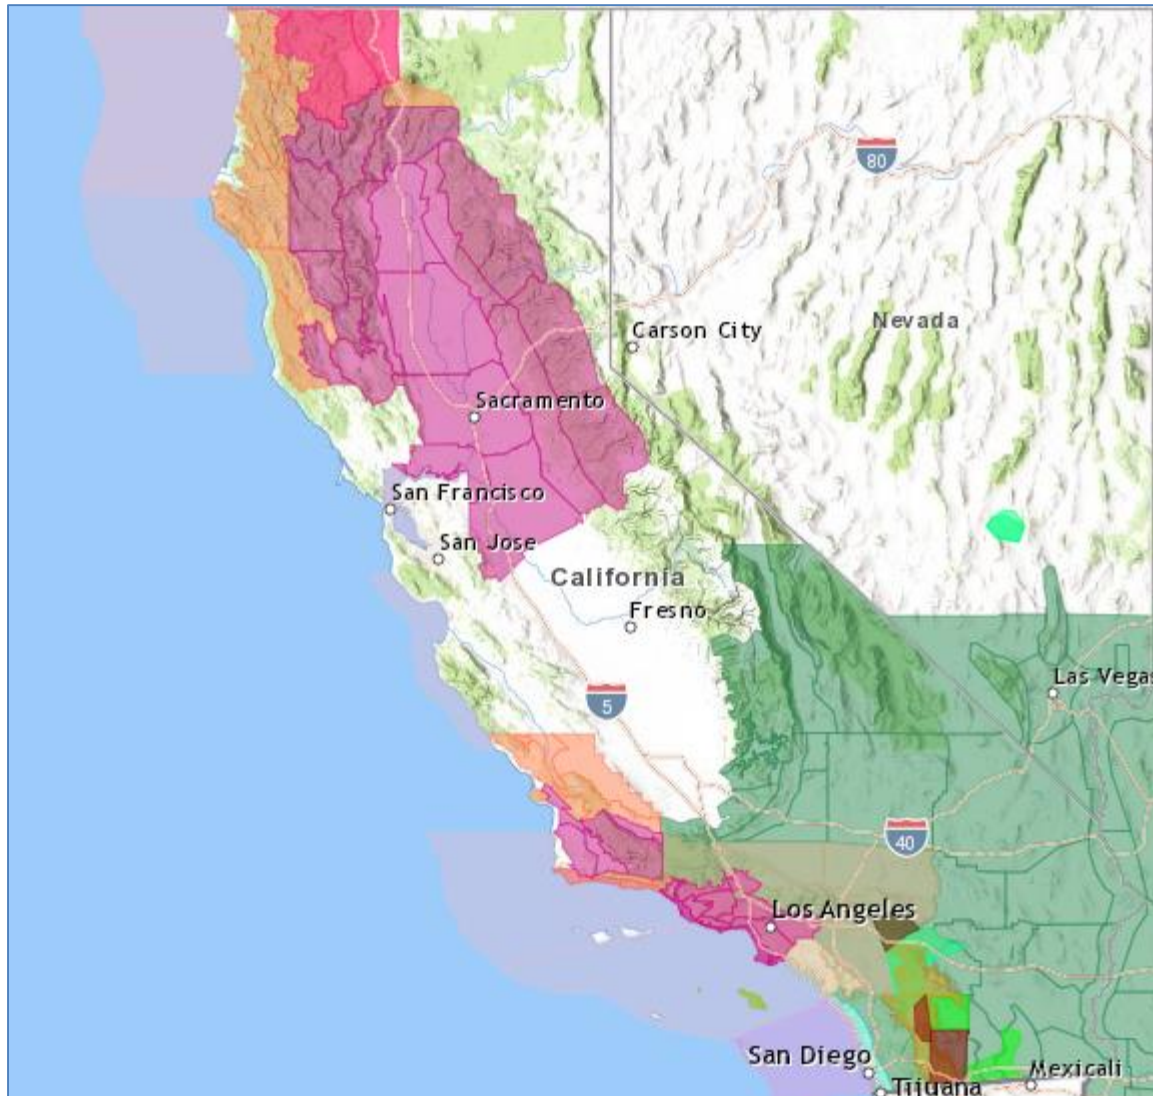 80
Carson City
Nevada
Sacramento
San Francisco
San Jose
California
Fresno
Las Vegas
5
40
Los Angeles
San Diego
Mexicali
Tijuana